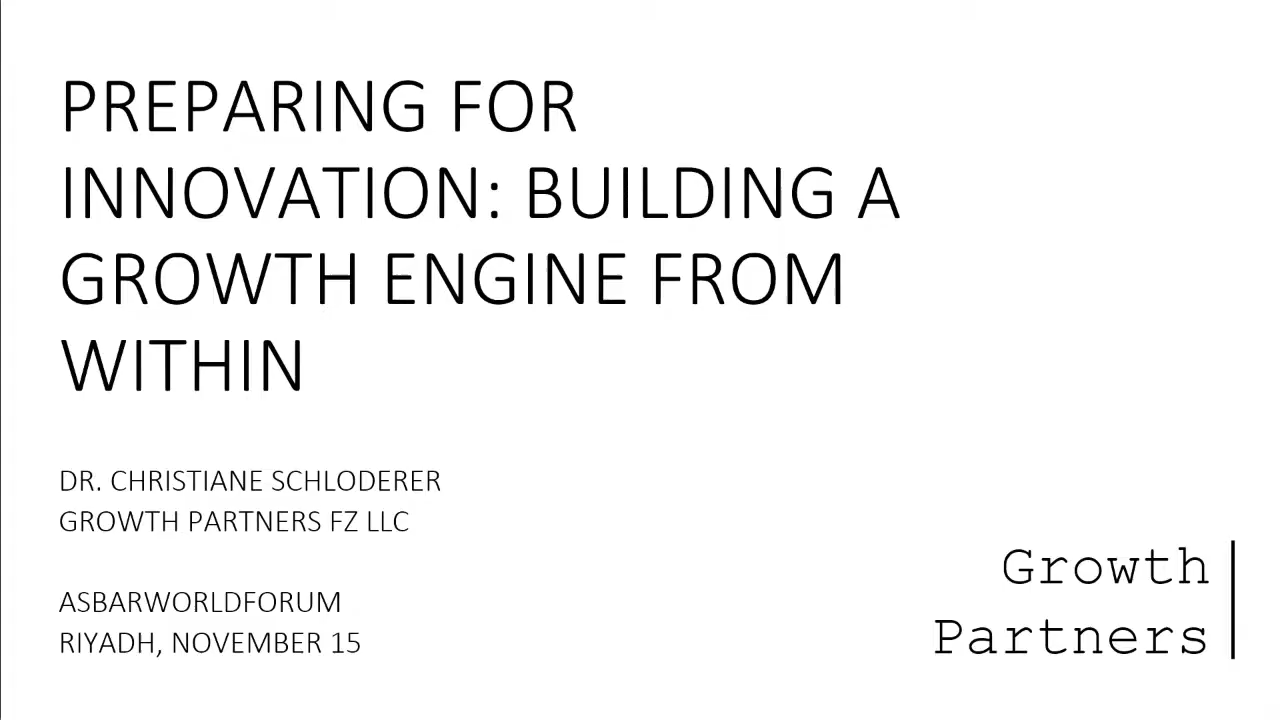 PREPARING FOR
INNOVATION: BUILDING A
GROWTH ENGINE FROM
WITHIN
DR. CHRISTIANE SCHLODERER
GROWTH PARTNERS FZ LLC
ASBARWORLDFORUM
RIYADH, NOVEMBER 15
Growth
Partners